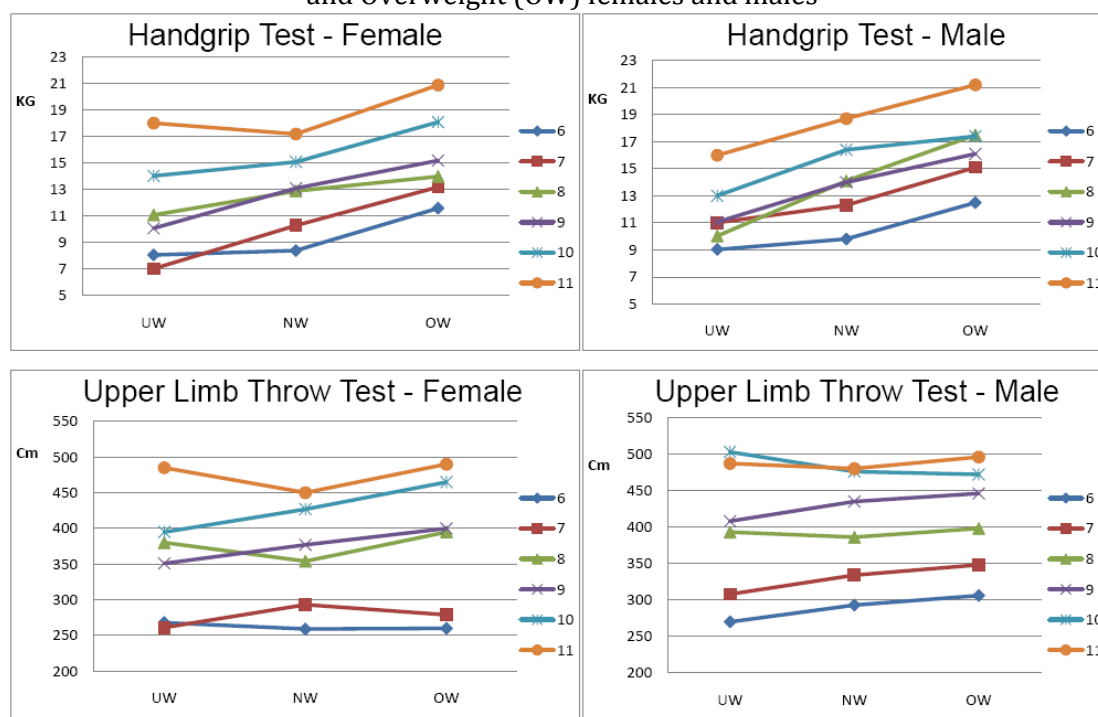 and Overweight (OW) females and males
Handgrip Test - Female
KG
23
21
19
17
15
13
11
9
7
5
UW
NW
OW
6
7
8
9
10
11
Handgrip Test - Male
KG
23
21
19
17
15
13
11
9
7
5
UW
NW
OW
6
7
8
9
10
11
Upper Limb Throw Test - Female
Cm
550
500
450
400
350
300
250
200
UW
NW
OW
6
7
8
9
10
11
Upper Limb Throw Test - Male
Cm
550
500
450
400
350
300
250
200
UW
NW
OW
6
7
8
9
10
11